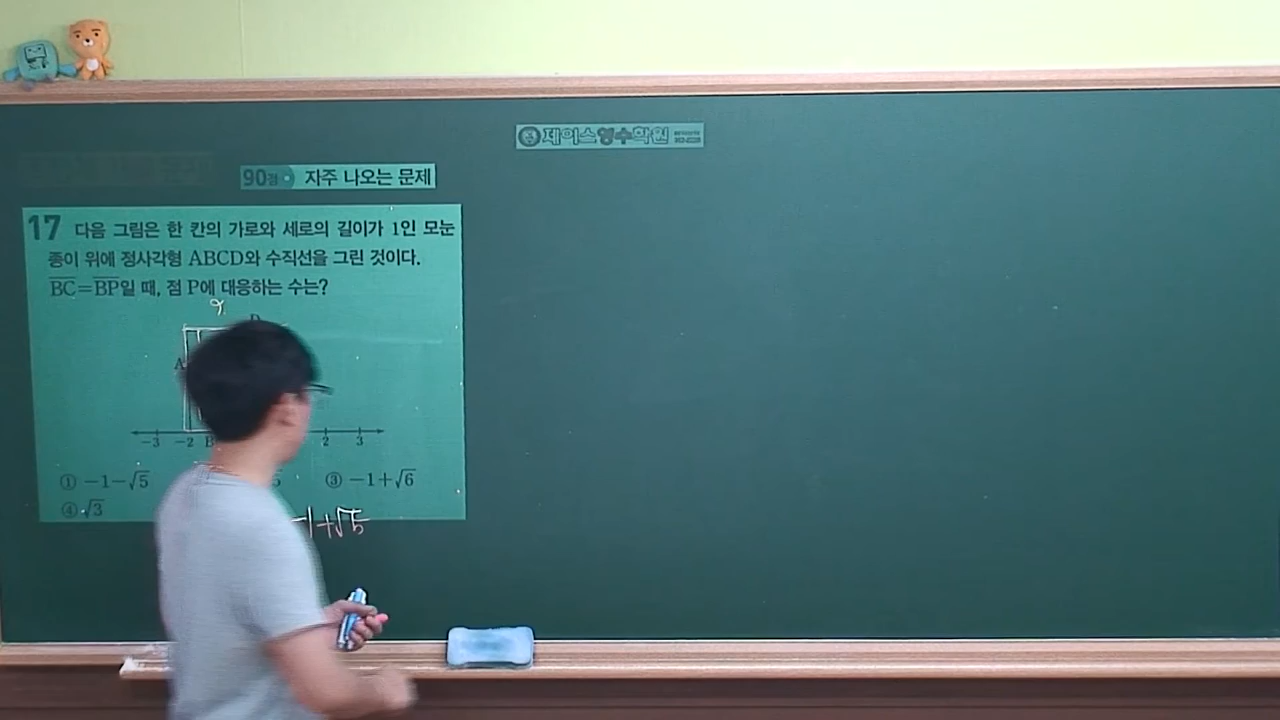 제이스영수학원
90점 자주 나오는 문제
17 다음 그림은 한 칸의 가로와 세로의 길이가 1인 모눈
종이 위에 정사각형 ABCD와 수직선을 그린 것이다.
BC=BP일 때, 점 P에 대응하는 수는?
D
A
-3 -2 B 2 3
① -1-√5 5 ③ -1+√6
④ √3
-1+√5